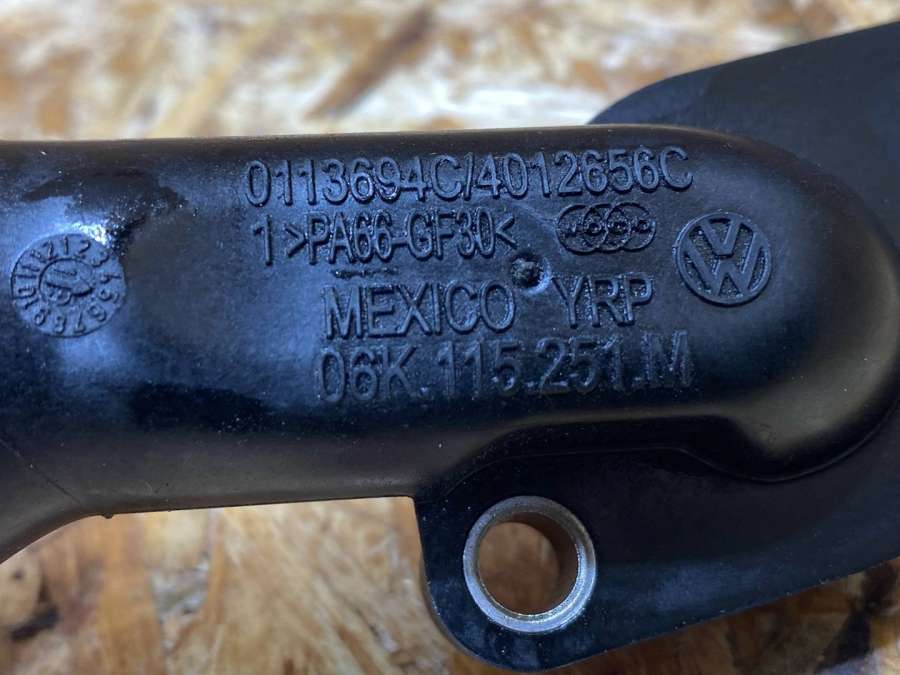 0113694C/4012656C
1 >PA66-GF30<
MEXICO YRP
06K.115.251.M